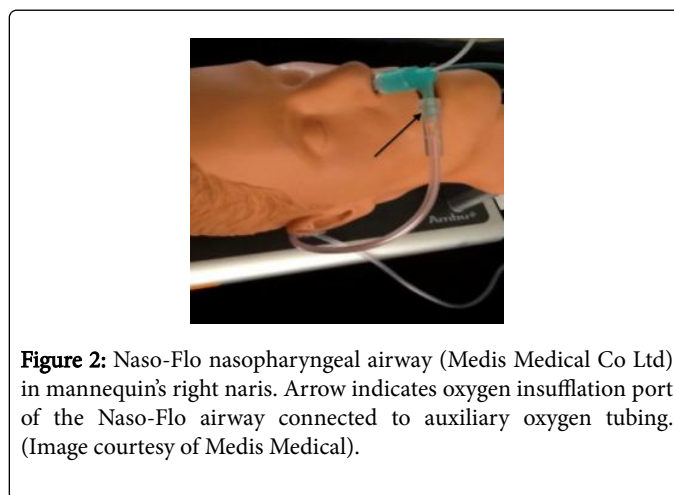 Ambu+
Figure 2: Naso-Flo nasopharyngeal airway (Medis Medical Co Ltd)
in mannequin's right naris. Arrow indicates oxygen insufflation port
of the Naso-Flo airway connected to auxiliary oxygen tubing.
(Image courtesy of Medis Medical).